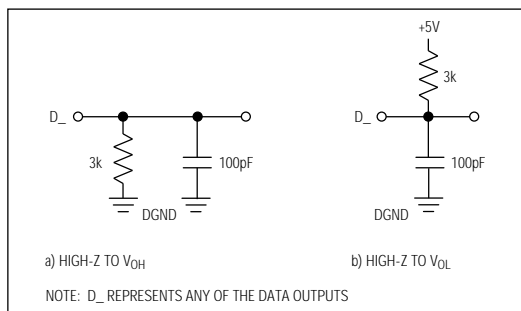 +5V
3k
D_
3k
100pF
DGND
D_
100pF
DGND
a) HIGH-Z TO VOH
b) HIGH-Z TO VOL
NOTE: D_ REPRESENTS ANY OF THE DATA OUTPUTS